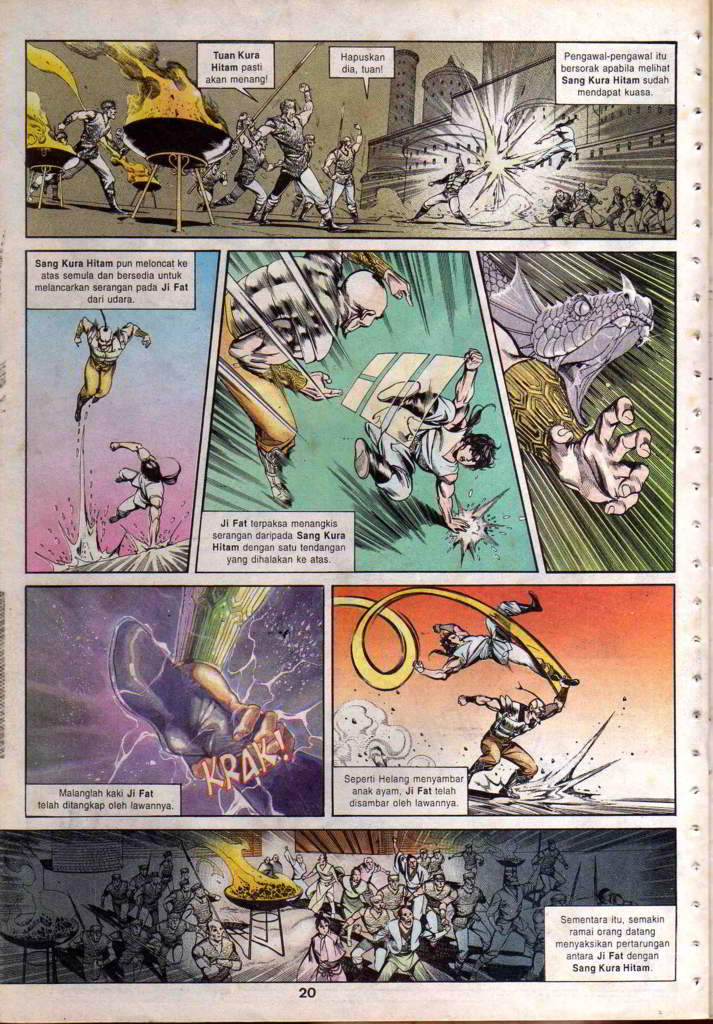 Tuan Kura
Hitam pasti
akan menang!
Hapuskan
dia, tuan!
Pengawal-pengawal itu
bersorak apabila melihat
Sang Kura Hitam sudah
mendapat kuasa.
Sang Kura Hitam pun meloncat ke
atas semula dan bersedia untuk
melancarkan serangan pada Ji Fat
dari udara.
Ji Fat terpaksa menangkis
serangan daripada Sang Kura
Hitam dengan satu tendangan
yang dihalakan ke atas.
Malanglah kaki Ji Fat
telah ditangkap oleh lawannya.
KRAK!
Seperti Helang menyambar
anak ayam, Ji Fat telah
disambar oleh lawannya.
Sementara itu, semakin
ramai orang datang
menyaksikan pertarungan
antara Ji Fat dengan
Sang Kura Hitam.
20